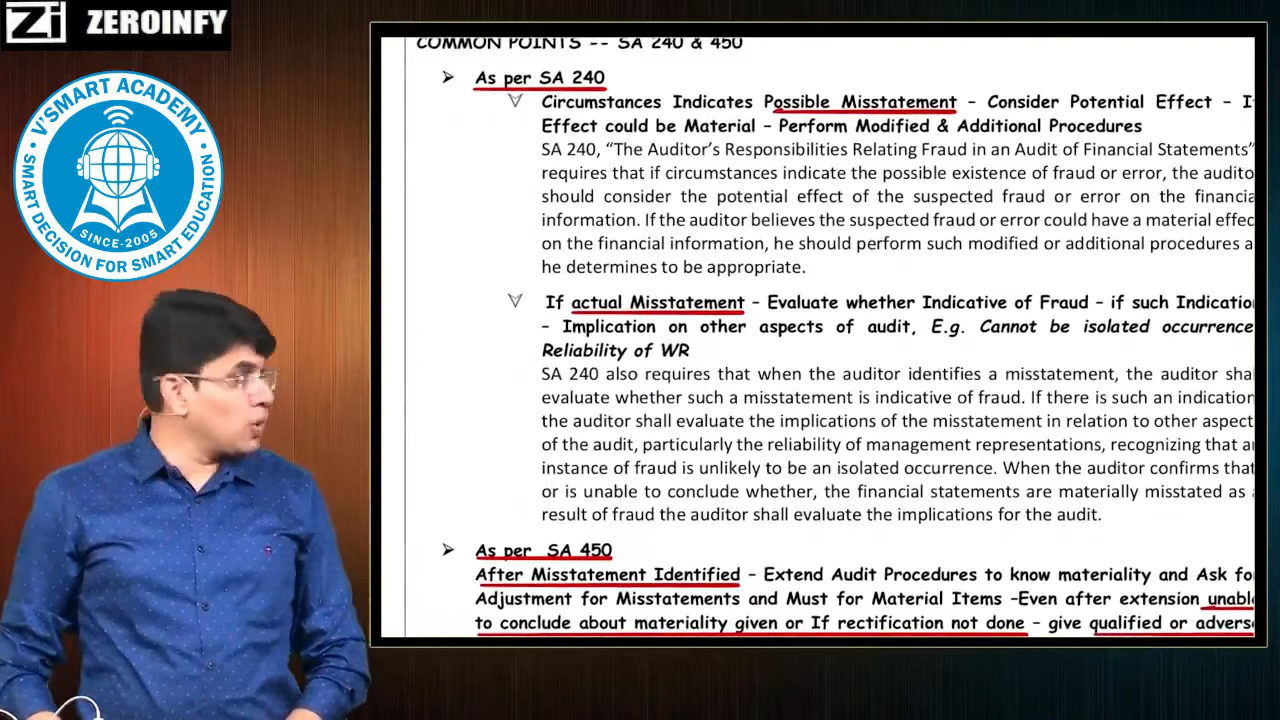 Zi ZEROINFY
V'SMART ACADEMY
SINCE-2005
SMART DECISION FOR SMART EDUCATION
COMMON POINTS -- SA 240 & 450
➢ As per SA 240
Circumstances Indicates Possible Misstatement – Consider Potential Effect – If
Effect could be Material – Perform Modified & Additional Procedures
SA 240, “The Auditor’s Responsibilities Relating Fraud in an Audit of Financial Statements”
requires that if circumstances indicate the possible existence of fraud or error, the audito
should consider the potential effect of the suspected fraud or error on the financia
information. If the auditor believes the suspected fraud or error could have a material effec
on the financial information, he should perform such modified or additional procedures a
he determines to be appropriate.
If actual Misstatement – Evaluate whether Indicative of Fraud – if such Indicatio
– Implication on other aspects of audit, E.g. Cannot be isolated occurrence
Reliability of WR
SA 240 also requires that when the auditor identifies a misstatement, the auditor sha
evaluate whether such a misstatement is indicative of fraud. If there is such an indication
the auditor shall evaluate the implications of the misstatement in relation to other aspect
of the audit, particularly the reliability of management representations, recognizing that a
instance of fraud is unlikely to be an isolated occurrence. When the auditor confirms that
or is unable to conclude whether, the financial statements are materially misstated as a
result of fraud the auditor shall evaluate the implications for the audit.
➢ As per SA 450
After Misstatement Identified – Extend Audit Procedures to know materiality and Ask fo
Adjustment for Misstatements and Must for Material Items –Even after extension unabl
to conclude about materiality given or If rectification not done – give qualified or advers